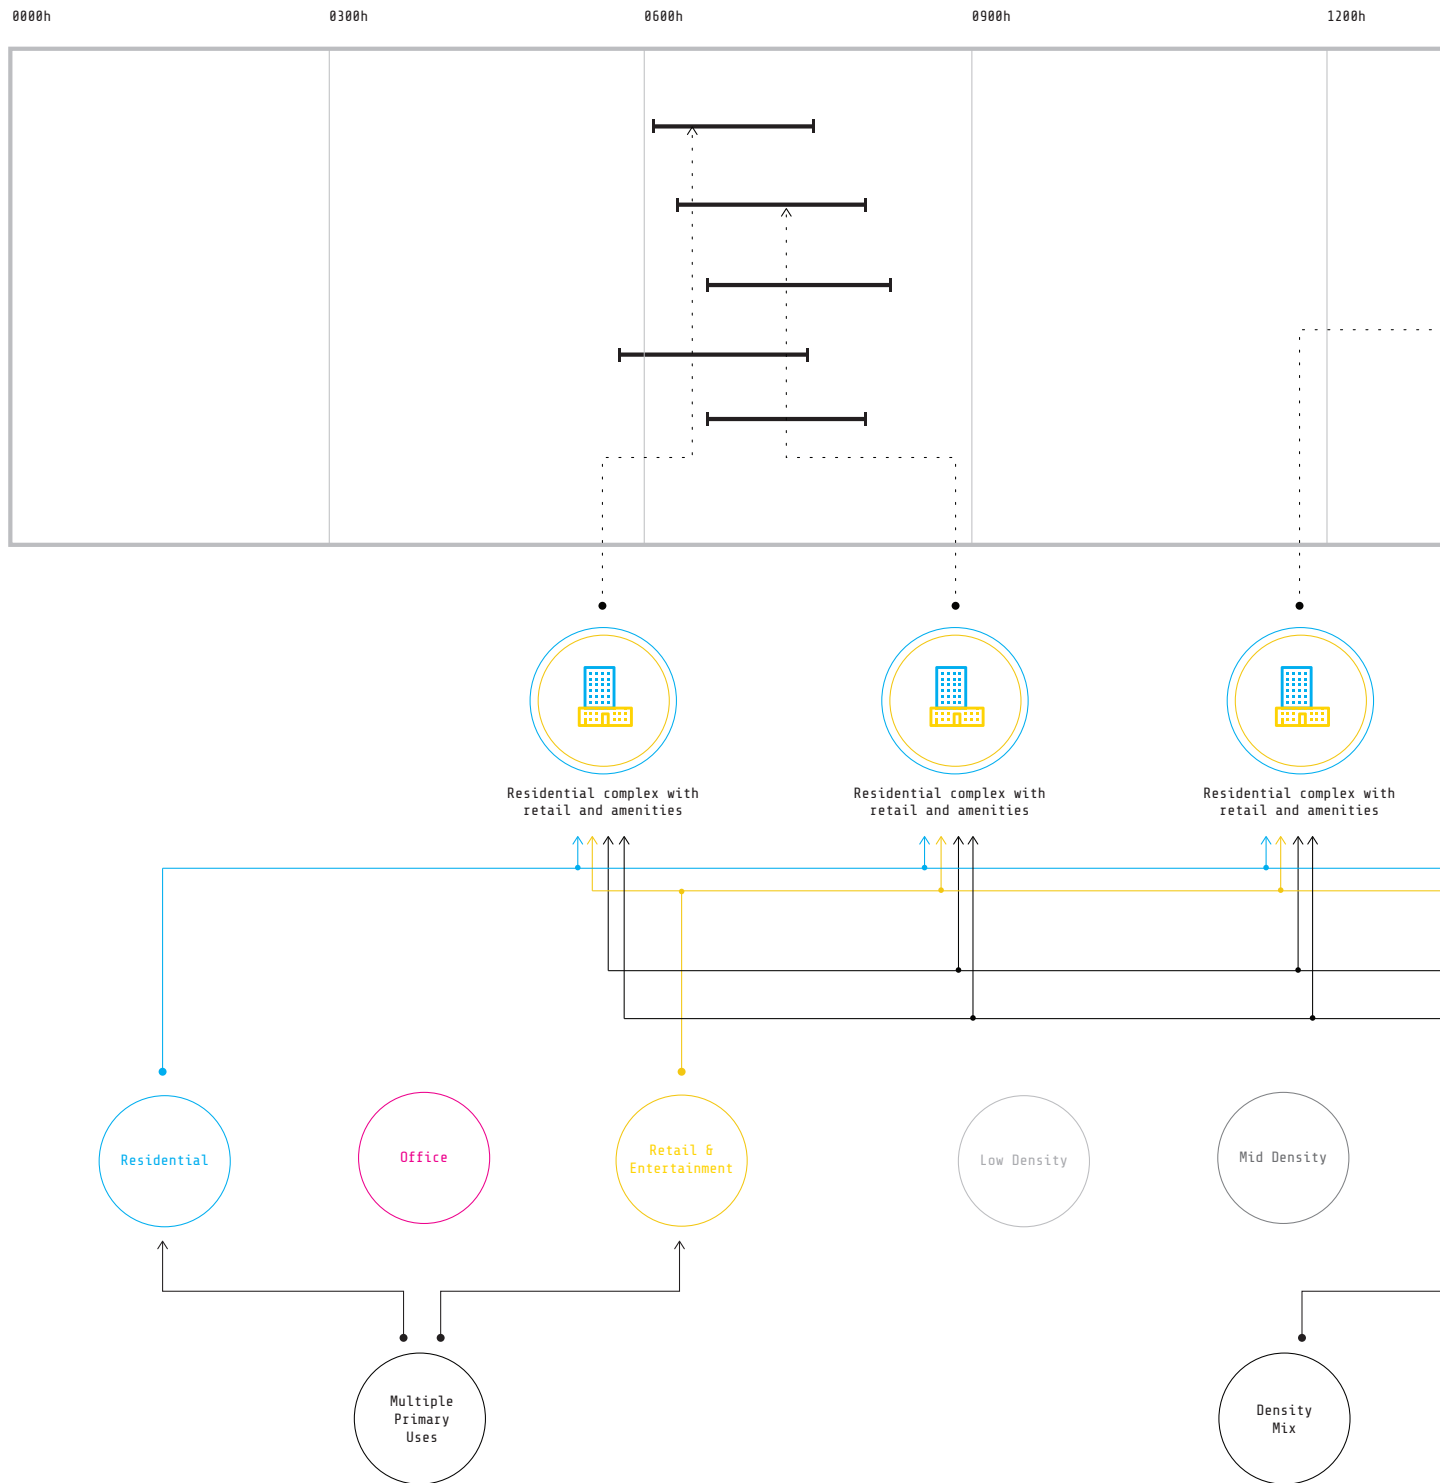 0000h
0300h
0600h
0900h
1200h
Residential complex with
retail and amenities
Residential complex with
retail and amenities
Residential complex with
retail and amenities
Residential
Office
Retail &
Entertainment
Low Density
Mid Density
Multiple
Primary
Uses
Density
Mix